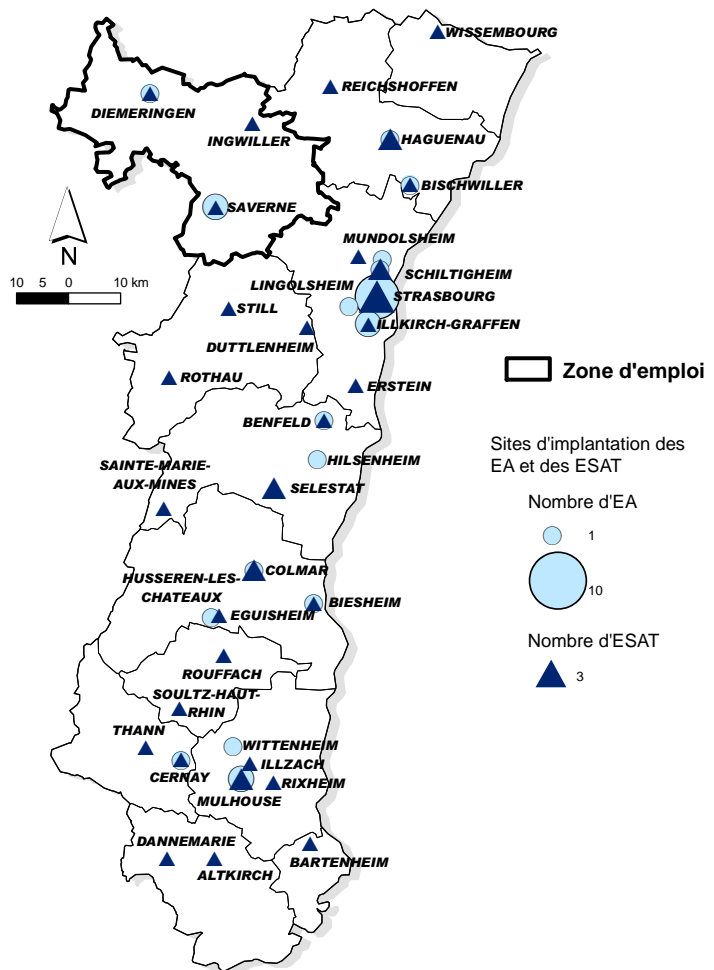 WISSEMBOURG
REICHSHOFFEN
DIEMERINGEN
INGWILLER
HAGUENAU
BISCHWILLER
SAVERNE
N
10 5 0 10 km
MUNDOLSHEIM
SCHILTIGHEIM
LINGOLSHEIM
STRASBOURG
STILL
ILLKIRCH-GRAFFEN
DUTTLENHEIM
ROTHAU
ERSTEIN
Zone d'emploi
BENFELD
HILSENHEIM
SAINTE-MARIE-
AUX-MINES
SELESTAT
Sites d'implantation des
EA et des ESAT
Nombre d'EA
1
10
Nombre d'ESAT
3
COLMAR
HUSSEREN-LES-
CHATEAUX
BIESHEIM
EGUISHEIM
ROUFFACH
SOULTZ-HAUT-
RHIN
THANN
WITTENHEIM
CERNAY
ILLZACH
RIXHEIM
MULHOUSE
DANNEMARIE
ALTKIRCH
BARTENHEIM